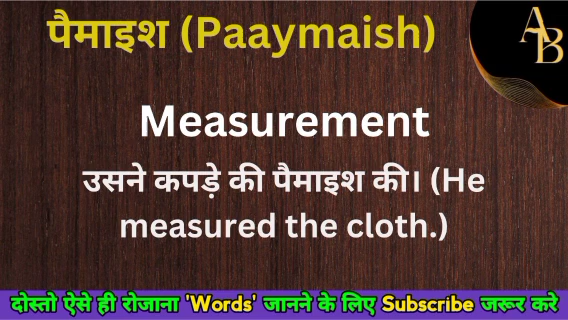 पैमाइश (Paaymaish)
AB
Measurement
उसने कपड़े की पैमाइश की। (He
measured the cloth.)
दोस्तो ऐसे ही रोजाना 'Words' जानने के लिए Subscribe जरूर करे